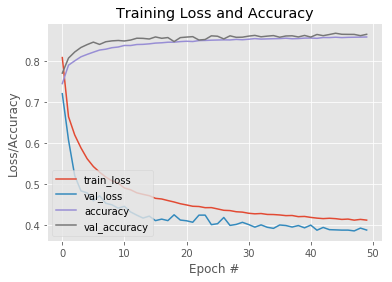 Training Loss and Accuracy
Loss/Accuracy
0.8
0.7
0.6
0.5
0.4
train_loss
val_loss
accuracy
val_accuracy
0 10 20 30 40 50
Epoch #